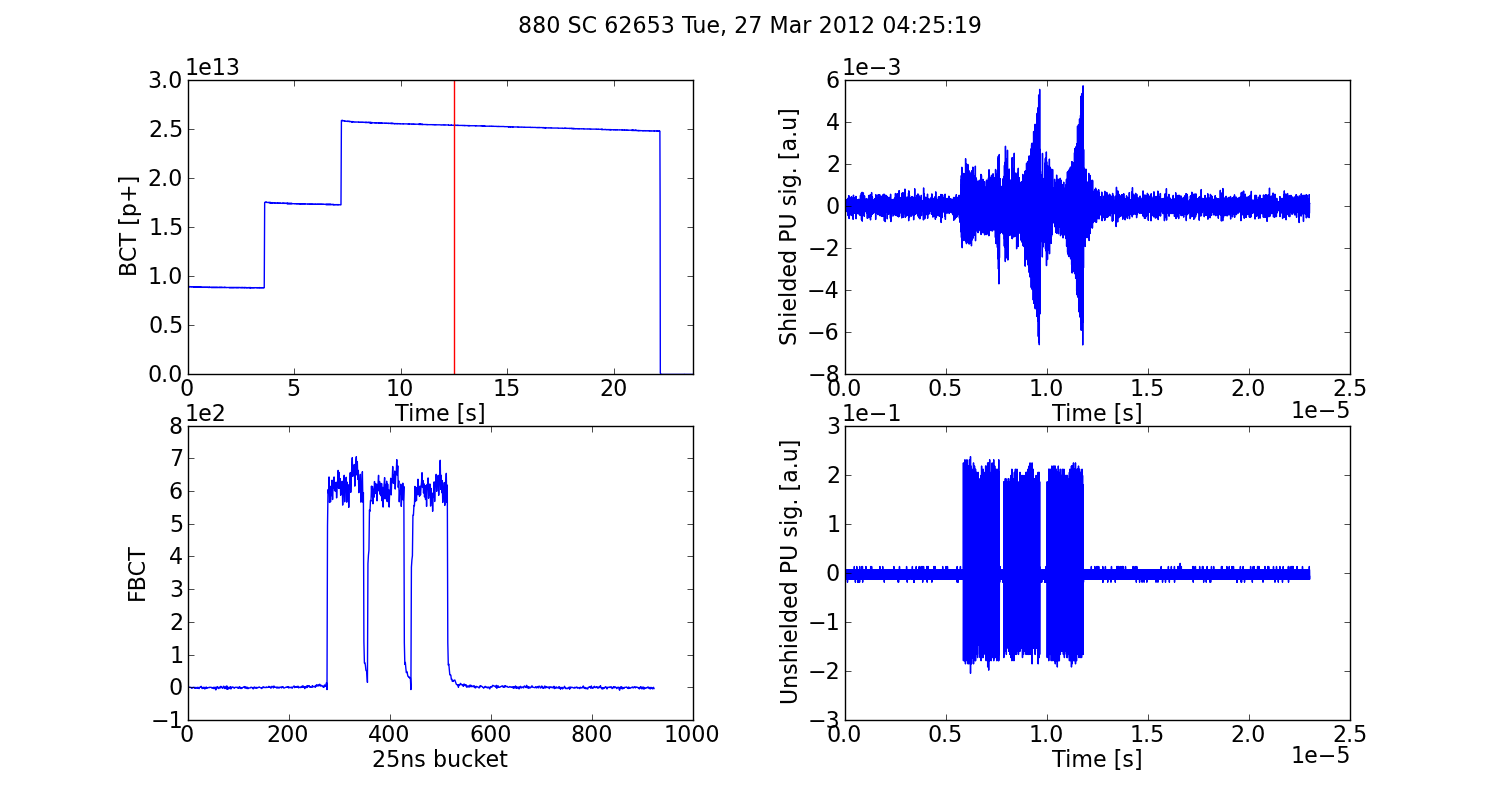 880 SC 62653 Tue, 27 Mar 2012 04:25:19
1e13
3.0
2.5
2.0
1.5
1.0
0.5
0.0
BCT [p+]
0 5 10 15 20
Time [s]
1e−3
6
4
2
0
−2
−4
−6
−8
Shielded PU sig. [a.u]
0.0 0.5 1.0 1.5 2.0 2.5
Time [s]
1e−5
1e2
8
7
6
5
4
3
2
1
0
−1
FBCT
0 200 400 600 800 1000
25ns bucket
1e−1
3
2
1
0
−1
−2
−3
Unshielded PU sig. [a.u]
0.0 0.5 1.0 1.5 2.0 2.5
Time [s]
1e−5